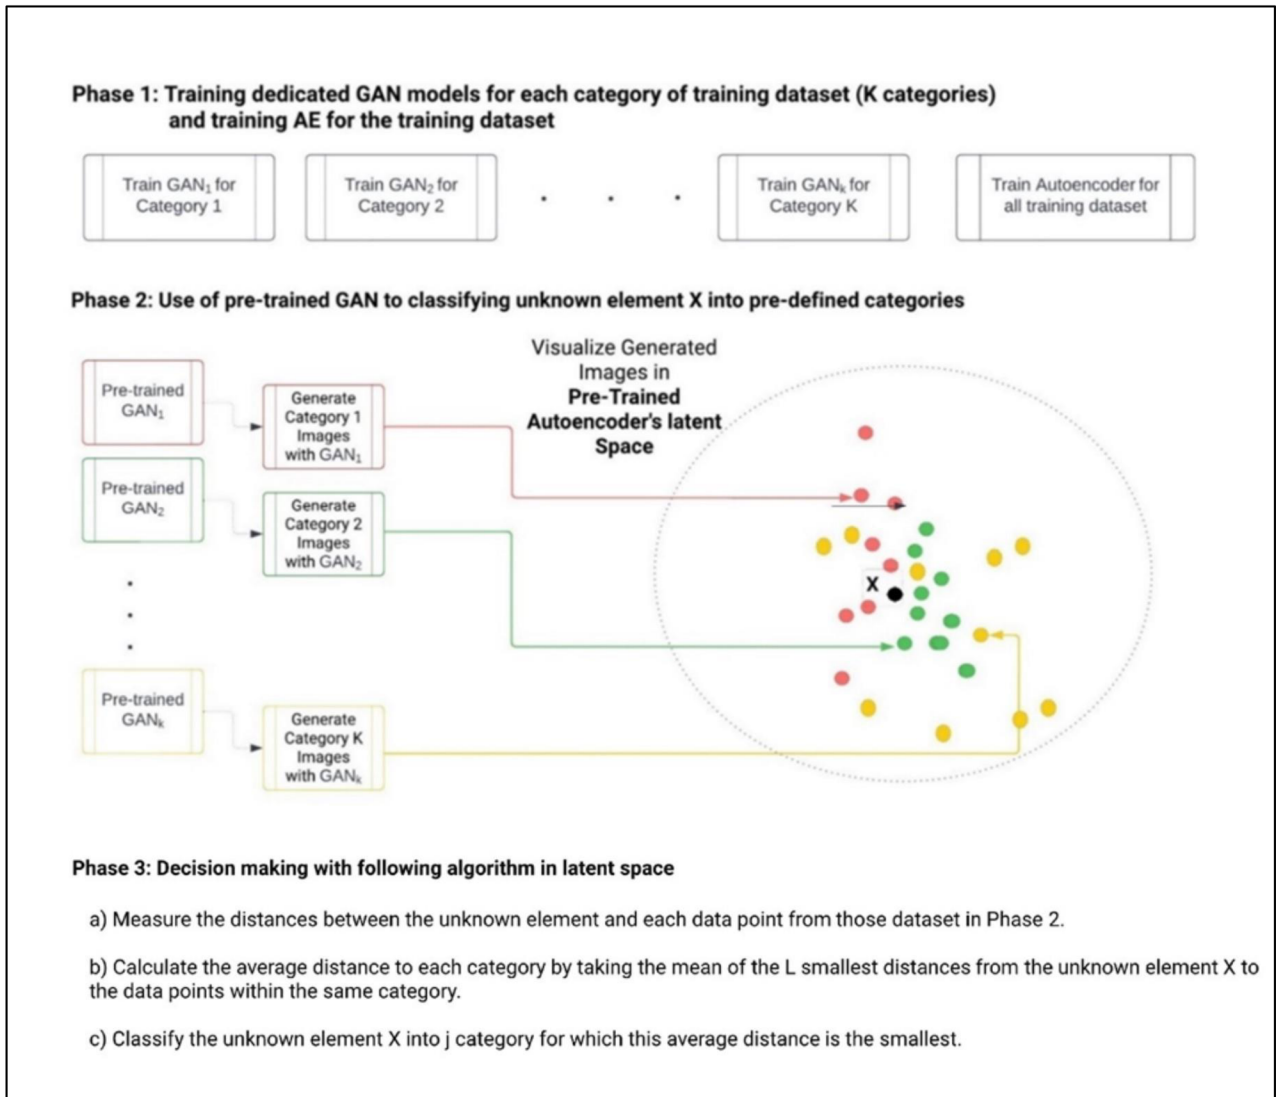 Phase 1: Training dedicated GAN models for each category of training dataset (K categories)
and training AE for the training dataset
Train GAN₁ for
Category 1
Train GAN₂ for
Category 2
. . .
Train GANₖ for
Category K
Train Autoencoder for
all training dataset
Phase 2: Use of pre-trained GAN to classifying unknown element X into pre-defined categories
Visualize Generated
Images in
Pre-Trained
Autoencoder's latent
Space
Pre-trained
GAN₁
Generate
Category 1
Images
with GAN₁
Pre-trained
GAN₂
Generate
Category 2
Images
with GAN₂
X
Pre-trained
GANₖ
Generate
Category K
Images
with GANₖ
Phase 3: Decision making with following algorithm in latent space
a) Measure the distances between the unknown element and each data point from those dataset in Phase 2.
b) Calculate the average distance to each category by taking the mean of the L smallest distances from the unknown element X to
the data points within the same category.
c) Classify the unknown element X into j category for which this average distance is the smallest.